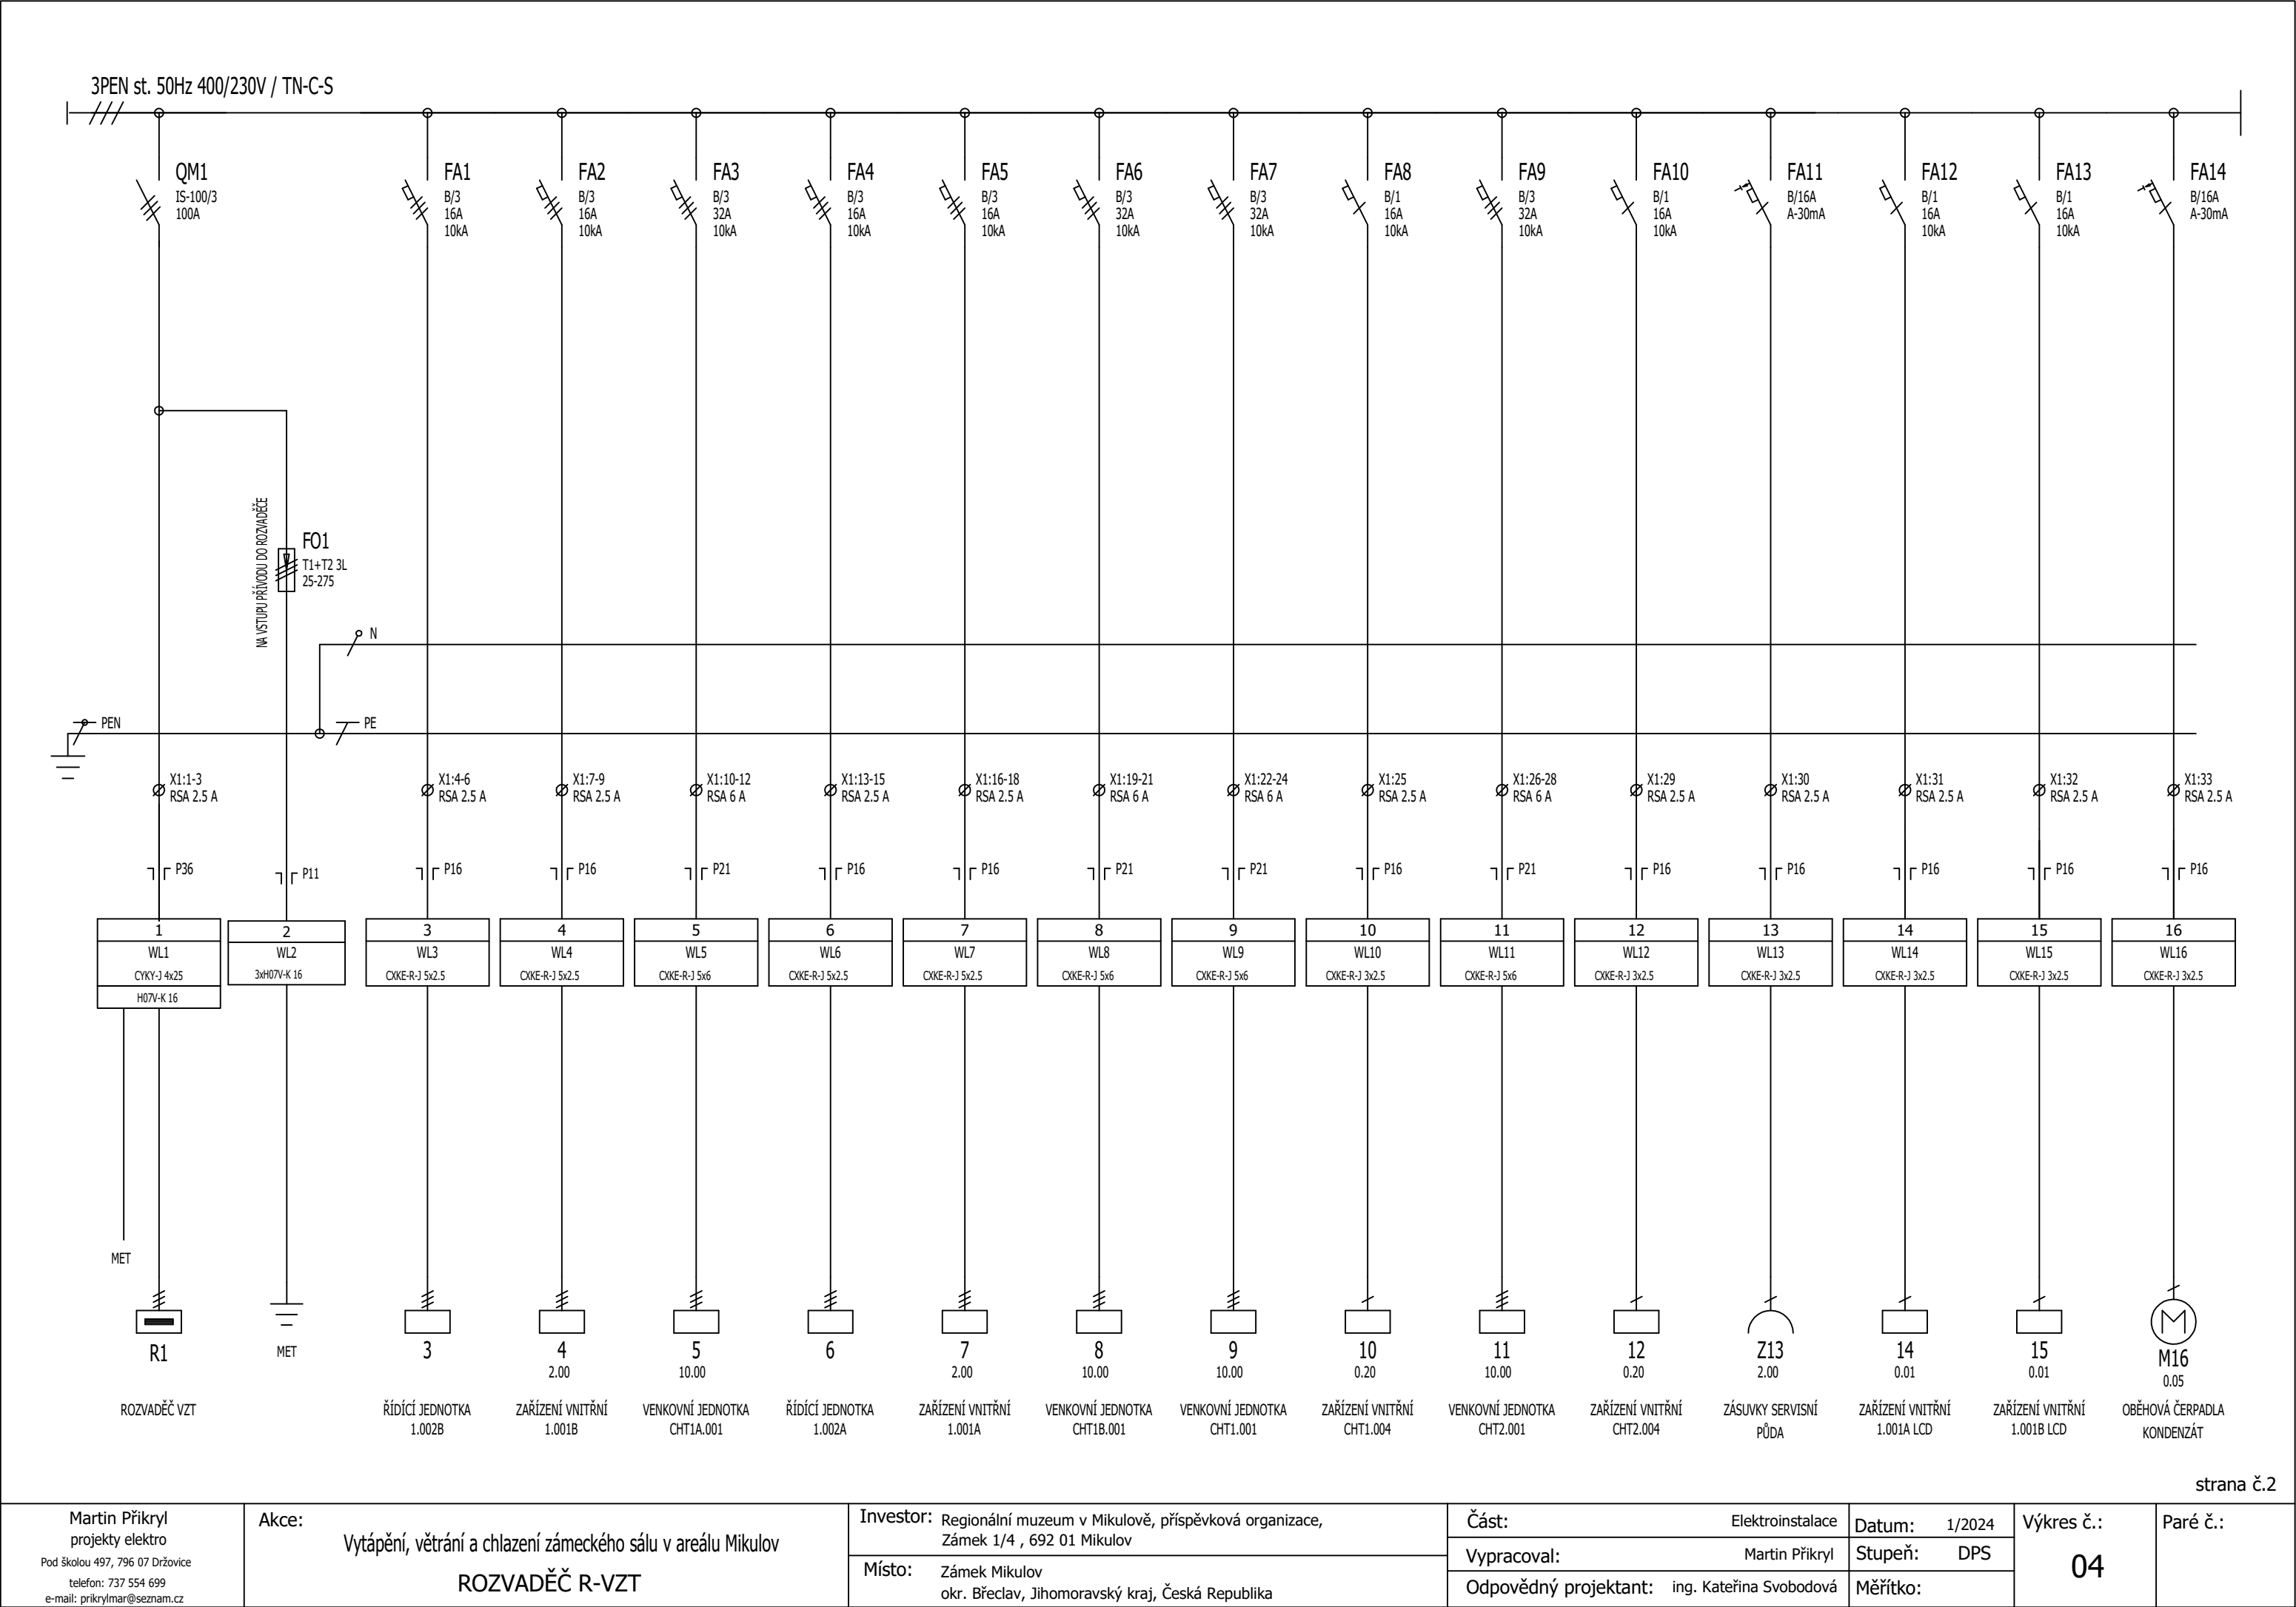 3PEN st. 50Hz 400/230V / TN-C-S
QM1
IS-100/3
100A
FA1
B/3
16A
10kA
FA2
B/3
16A
10kA
FA3
B/3
32A
10kA
FA4
B/3
16A
10kA
FA5
B/3
16A
10kA
FA6
B/3
32A
10kA
FA7
B/3
32A
10kA
FA8
B/1
16A
10kA
FA9
B/3
32A
10kA
FA10
B/1
16A
10kA
FA11
B/16A
A-30mA
FA12
B/1
16A
10kA
FA13
B/1
16A
10kA
FA14
B/16A
A-30mA
NA VSTUPU PŘÍVODU DO ROZVADĚČE
FO1
T1+T2 3L
25-275
N
PEN
PE
X1:1-3
RSA 2.5 A
X1:4-6
RSA 2.5 A
X1:7-9
RSA 2.5 A
X1:10-12
RSA 6 A
X1:13-15
RSA 2.5 A
X1:16-18
RSA 2.5 A
X1:19-21
RSA 6 A
X1:22-24
RSA 6 A
X1:25
RSA 2.5 A
X1:26-28
RSA 6 A
X1:29
RSA 2.5 A
X1:30
RSA 2.5 A
X1:31
RSA 2.5 A
X1:32
RSA 2.5 A
X1:33
RSA 2.5 A
P36
P11
P16
P16
P21
P16
P16
P21
P21
P16
P21
P16
P16
P16
P16
P16
1
WL1
CYKY-J 4x25
H07V-K 16
2
WL2
3xH07V-K 16
3
WL3
CXKE-R-J 5x2.5
4
WL4
CXKE-R-J 5x2.5
5
WL5
CXKE-R-J 5x6
6
WL6
CXKE-R-J 5x2.5
7
WL7
CXKE-R-J 5x2.5
8
WL8
CXKE-R-J 5x6
9
WL9
CXKE-R-J 5x6
10
WL10
CXKE-R-J 3x2.5
11
WL11
CXKE-R-J 5x6
12
WL12
CXKE-R-J 3x2.5
13
WL13
CXKE-R-J 3x2.5
14
WL14
CXKE-R-J 3x2.5
15
WL15
CXKE-R-J 3x2.5
16
WL16
CXKE-R-J 3x2.5
MET
R1
ROZVADĚČ VZT
MET
3
ŘÍDÍCÍ JEDNOTKA
1.002B
4
2.00
ZAŘÍZENÍ VNITŘNÍ
1.001B
5
10.00
VENKOVNÍ JEDNOTKA
CHT1A.001
6
ŘÍDÍCÍ JEDNOTKA
1.002A
7
2.00
ZAŘÍZENÍ VNITŘNÍ
1.001A
8
10.00
VENKOVNÍ JEDNOTKA
CHT1B.001
9
10.00
VENKOVNÍ JEDNOTKA
CHT1.001
10
0.20
ZAŘÍZENÍ VNITŘNÍ
CHT1.004
11
10.00
VENKOVNÍ JEDNOTKA
CHT2.001
12
0.20
ZAŘÍZENÍ VNITŘNÍ
CHT2.004
Z13
2.00
ZÁSUVKY SERVISNÍ
PŮDA
14
0.01
ZAŘÍZENÍ VNITŘNÍ
1.001A LCD
15
0.01
ZAŘÍZENÍ VNITŘNÍ
1.001B LCD
M
M16
0.05
OBĚHOVÁ ČERPADLA
KONDENZÁT
strana č.2
Martin Přikryl
projekty elektro
Pod školou 497, 796 07 Držovice
telefon: 737 554 699
e-mail: prikrylmar@seznam.cz
Akce:
Vytápění, větrání a chlazení zámeckého sálu v areálu Mikulov
ROZVADĚČ R-VZT
Investor: Regionální muzeum v Mikulově, příspěvková organizace,
Zámek 1/4 , 692 01 Mikulov
Místo: Zámek Mikulov
okr. Břeclav, Jihomoravský kraj, Česká Republika
Část: Elektroinstalace
Vypracoval: Martin Přikryl
Odpovědný projektant: ing. Kateřina Svobodová
Datum: 1/2024
Stupeň: DPS
Měřítko:
Výkres č.:
04
Paré č.: